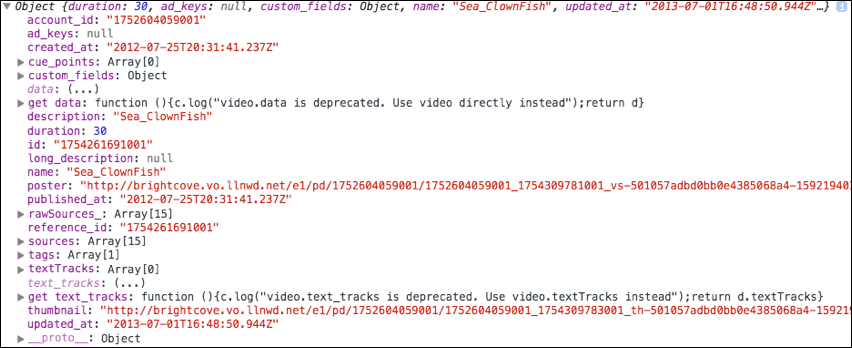 Object {duration: 30, ad_keys: null, custom_fields: Object, name: "Sea_ClownFish", updated_at: "2013-07-01T16:48:50.944Z"…} i
account_id: "1752604059001"
ad_keys: null
created_at: "2012-07-25T20:31:41.237Z"
cue_points: Array[0]
custom_fields: Object
data: (...)
get data: function (){c.log("video.data is deprecated. Use video directly instead");return d}
description: "Sea_ClownFish"
duration: 30
id: "1754261691001"
long_description: null
name: "Sea_ClownFish"
poster: "http://brightcove.vo.llnwd.net/e1/pd/1752604059001/1752604059001_1754309781001_vs-501057adbd0bb0e4385068a4-159219403
published_at: "2012-07-25T20:31:41.237Z"
rawSources_: Array[15]
reference_id: "1754261691001"
sources: Array[15]
tags: Array[1]
textTracks: Array[0]
text_tracks: (...)
get text_tracks: function (){c.log("video.text_tracks is deprecated. Use video.textTracks instead");return d.textTracks}
thumbnail: "http://brightcove.vo.llnwd.net/e1/pd/1752604059001/1752604059001_1754309783001_th-501057adbd0bb0e4385068a4-15921
updated_at: "2013-07-01T16:48:50.944Z"
__proto__: Object